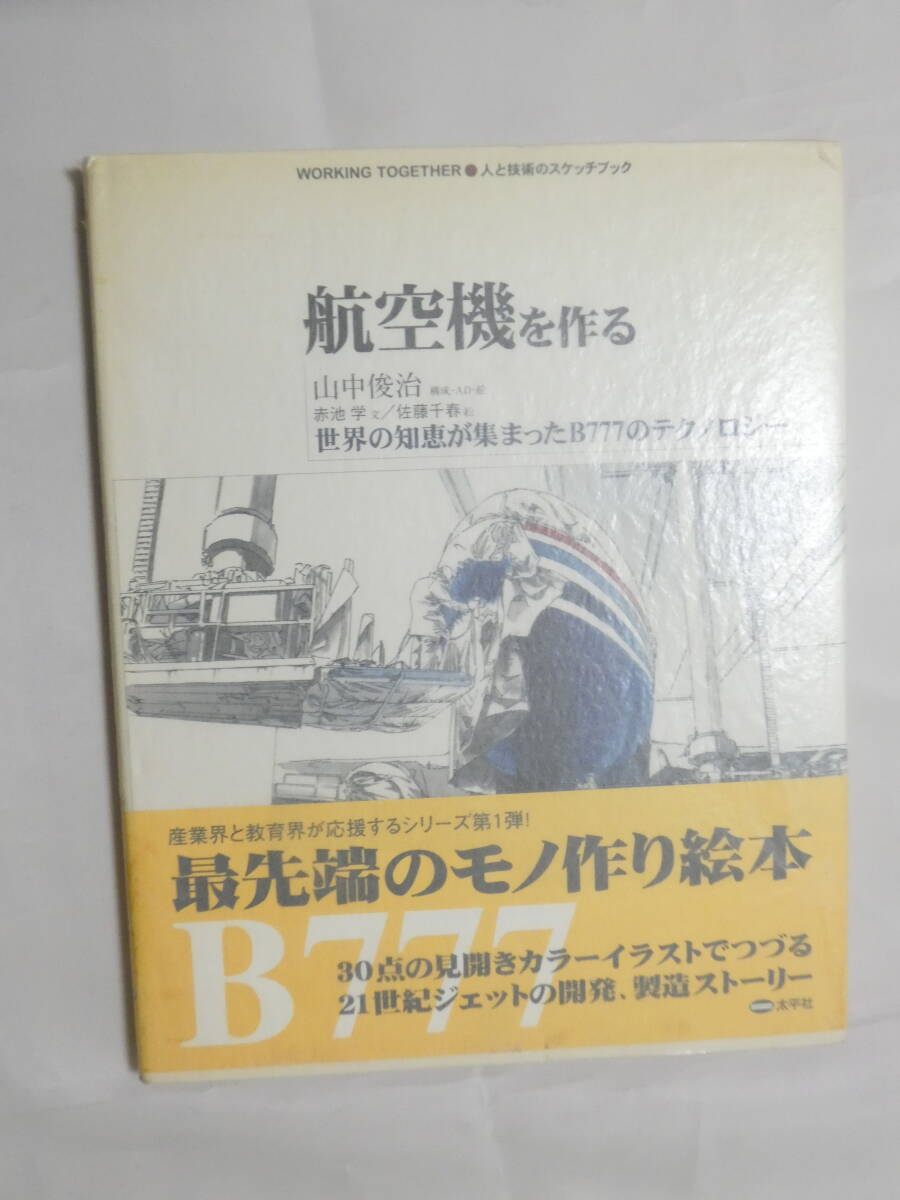 WORKING TOGETHER●人と技術のスケッチブック
航空機を作る
山中俊治 構成・AD・絵
赤池 学 文／佐藤千春 絵
世界の知恵が集まったB777のテクノロジー
産業界と教育界が応援するシリーズ第1弾!
最先端のモノ作り絵本
B777
30点の見開きカラーイラストでつづる
21世紀ジェットの開発、製造ストーリー
太平社